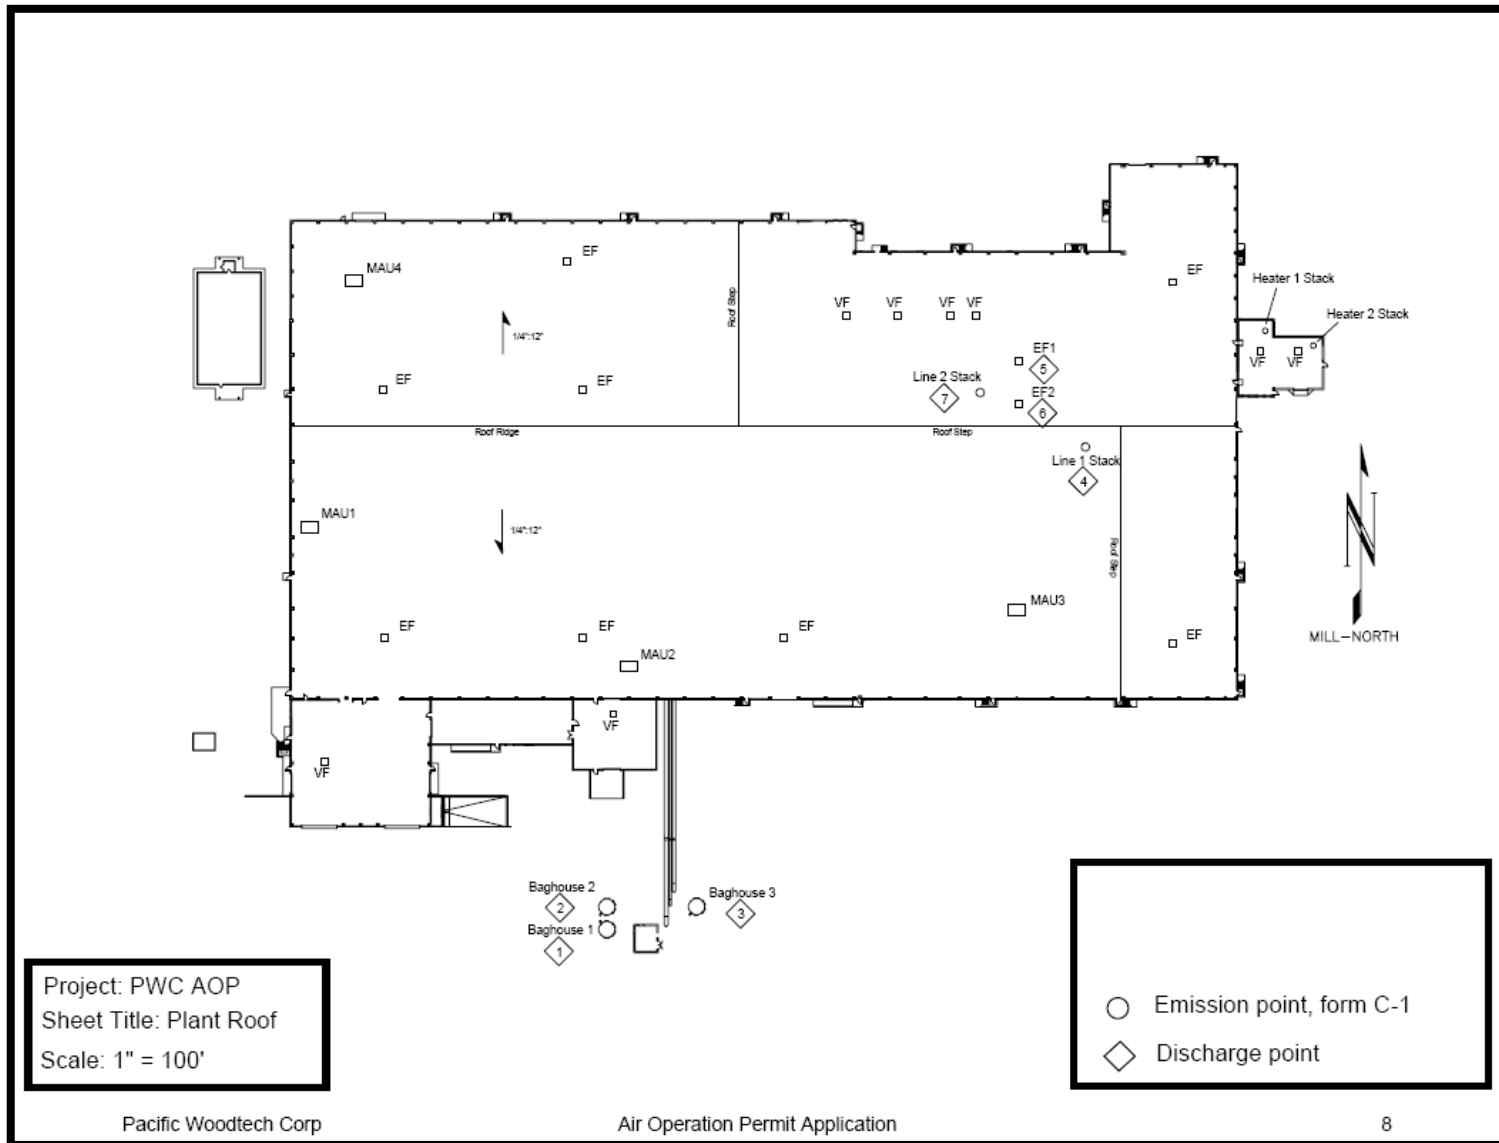 EF
MAU4
EF
Heater 1 Stack
Roof Step
VF
VF
VF
VF
Heater 2 Stack
1/4":12"
EF1
VF
VF
5
EF
EF
Line 2 Stack
7
EF2
6
Roof Ridge
Roof Step
Line 1 Stack
4
MAU1
1/4":12"
Roof Step
MAU3
EF
EF
EF
EF
MILL-NORTH
MAU2
VF
VF
Baghouse 2
2
Baghouse 3
3
Baghouse 1
1
Project: PWC AOP
Sheet Title: Plant Roof
Scale: 1" = 100'
Emission point, form C-1
Discharge point
Pacific Woodtech Corp
Air Operation Permit Application
8